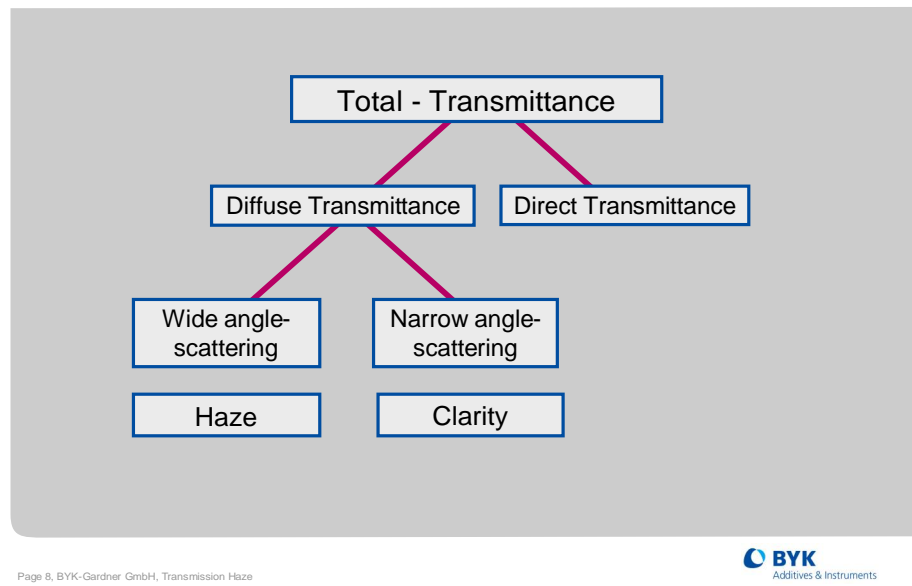 Total - Transmittance
Diffuse Transmittance
Direct Transmittance
Wide angle-
scattering
Narrow angle-
scattering
Haze
Clarity
Page 8, BYK-Gardner GmbH, Transmission Haze
BYK
Additives & Instruments